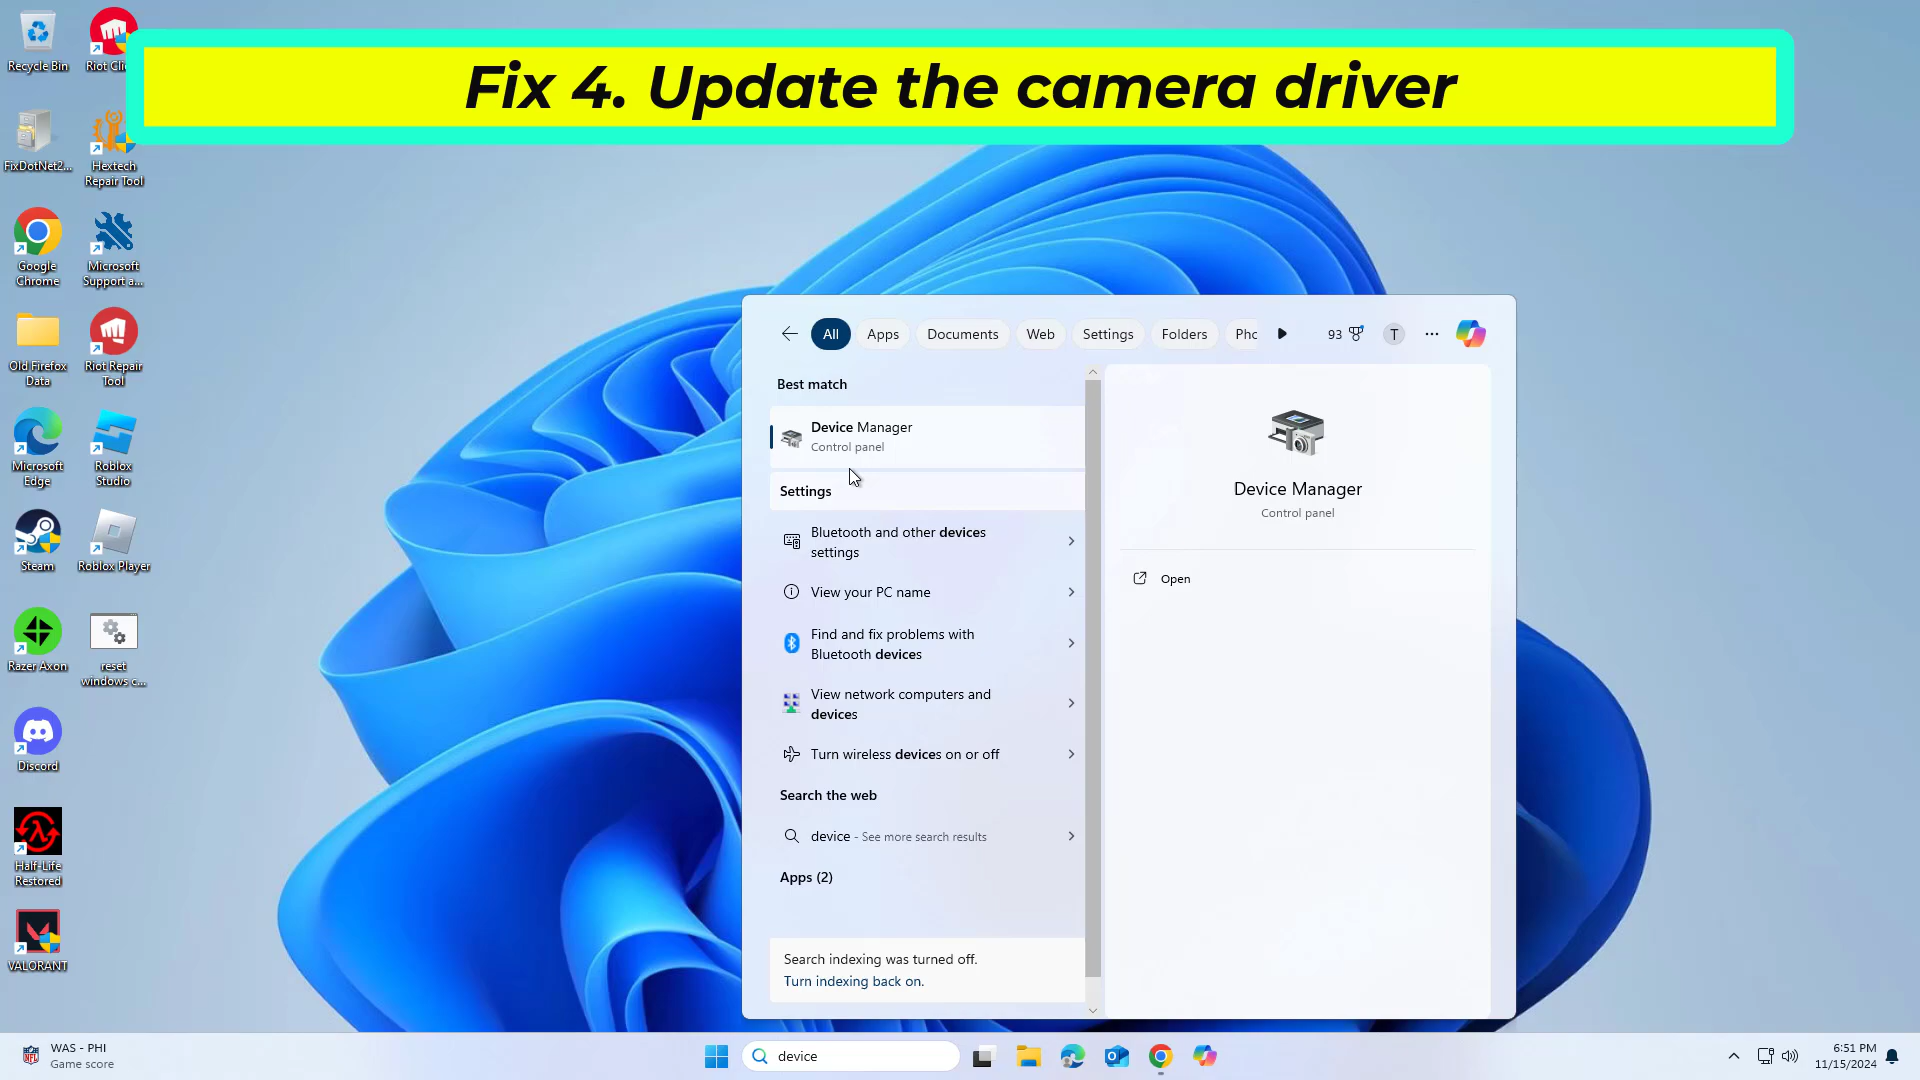 Fix 4. Update the camera driver
Recycle Bin
Riot Cli
FixDotNet2...
Hextech
Repair Tool
Google
Chrome
Microsoft
Support a...
Old Firefox
Data
Riot Repair
Tool
Microsoft
Edge
Roblox
Studio
Steam
Roblox Player
Razer Axon
reset
windows c...
Discord
Half-Life
Restored
VALORANT
All
Apps
Documents
Web
Settings
Folders
Pho
93
T
Best match
Device Manager
Control panel
Settings
Bluetooth and other devices
settings
View your PC name
Find and fix problems with
Bluetooth devices
View network computers and
devices
Turn wireless devices on or off
Search the web
device - See more search results
Apps (2)
Search indexing was turned off.
Turn indexing back on.
Device Manager
Control panel
Open
NFL
WAS - PHI
Game score
device
6:51 PM
11/15/2024